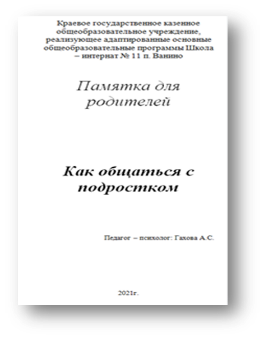 Краевое государственное казенное
общеобразовательное учреждение,
реализующее адаптированные основные
общеобразовательные программы Школа
– интернат № 11 п. Ванино
Памятка для
родителей
Как общаться с
подростком
Педагог – психолог: Гахова А.С.
2021г.